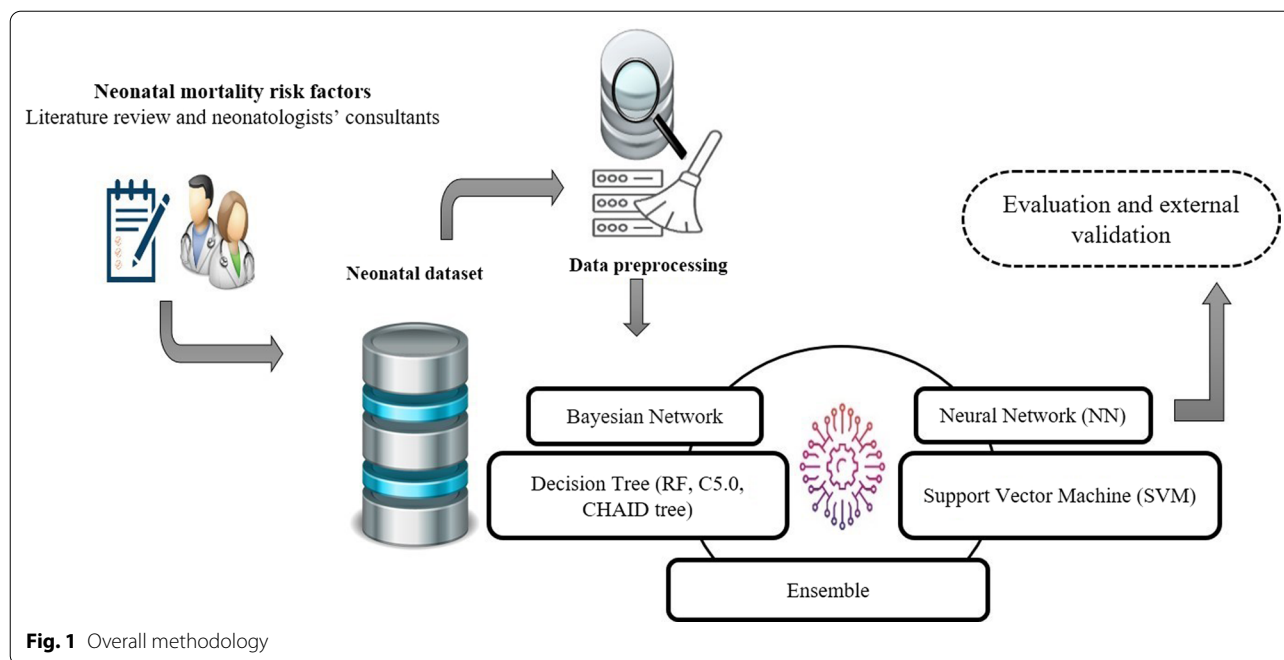 Neonatal mortality risk factors
Literature review and neonatologists' consultants
Neonatal dataset
Data preprocessing
Evaluation and external
validation
Bayesian Network
Neural Network (NN)
Decision Tree (RF, C5.0,
CHAID tree)
Support Vector Machine (SVM)
Ensemble
Fig. 1 Overall methodology